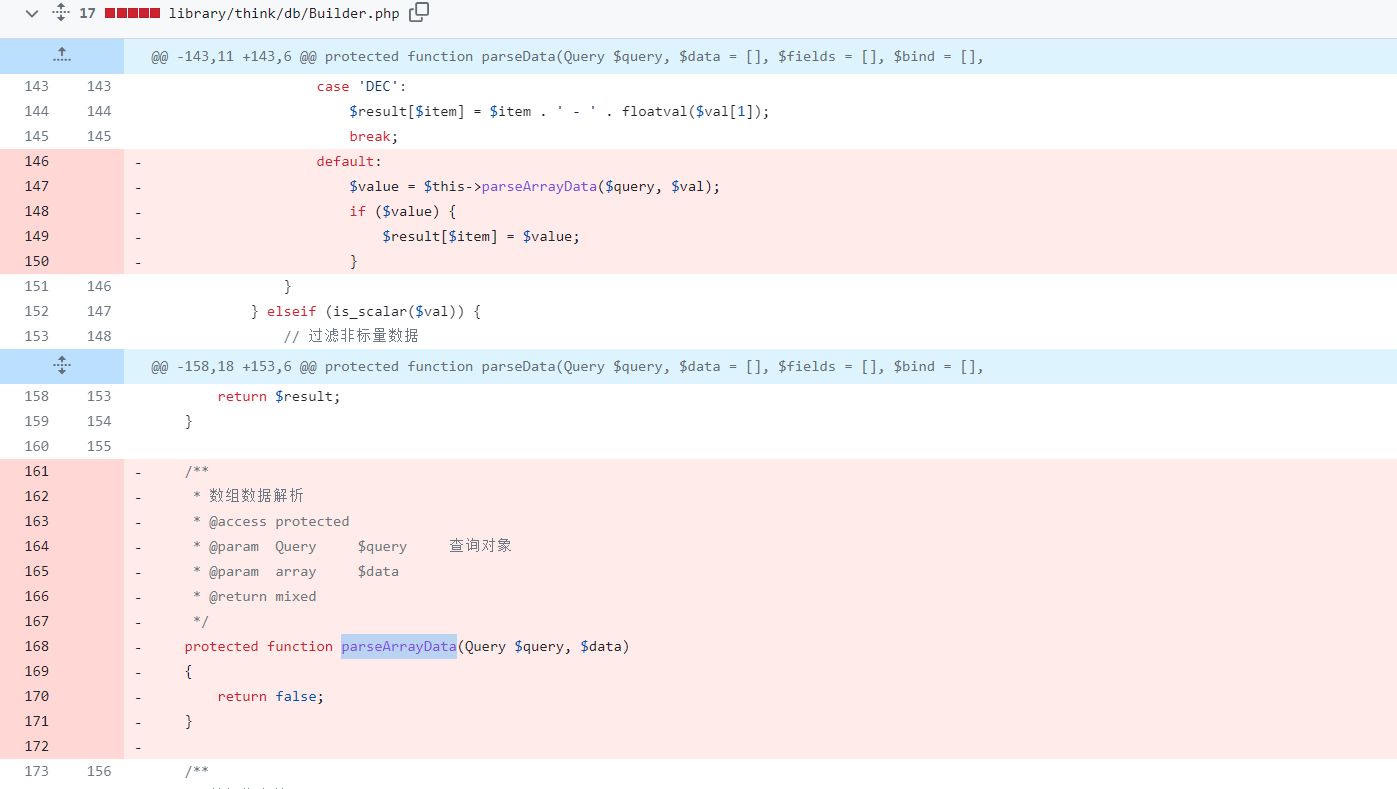 17 library/think/db/Builder.php
@@ -143,11 +143,6 @@ protected function parseData(Query $query, $data = [], $fields = [], $bind = [],
143 143 case 'DEC':
144 144 $result[$item] = $item . ' - ' . floatval($val[1]);
145 145 break;
146 - default:
147 - $value = $this->parseArrayData($query, $val);
148 - if ($value) {
149 - $result[$item] = $value;
150 - }
151 146 }
152 147 } elseif (is_scalar($val)) {
153 148 // 过滤非标量数据
@@ -158,18 +153,6 @@ protected function parseData(Query $query, $data = [], $fields = [], $bind = [],
158 153 return $result;
159 154 }
160 155
161 - /**
162 - * 数组数据解析
163 - * @access protected
164 - * @param Query $query 查询对象
165 - * @param array $data
166 - * @return mixed
167 - */
168 - protected function parseArrayData(Query $query, $data)
169 - {
170 - return false;
171 - }
172 -
173 156 /**